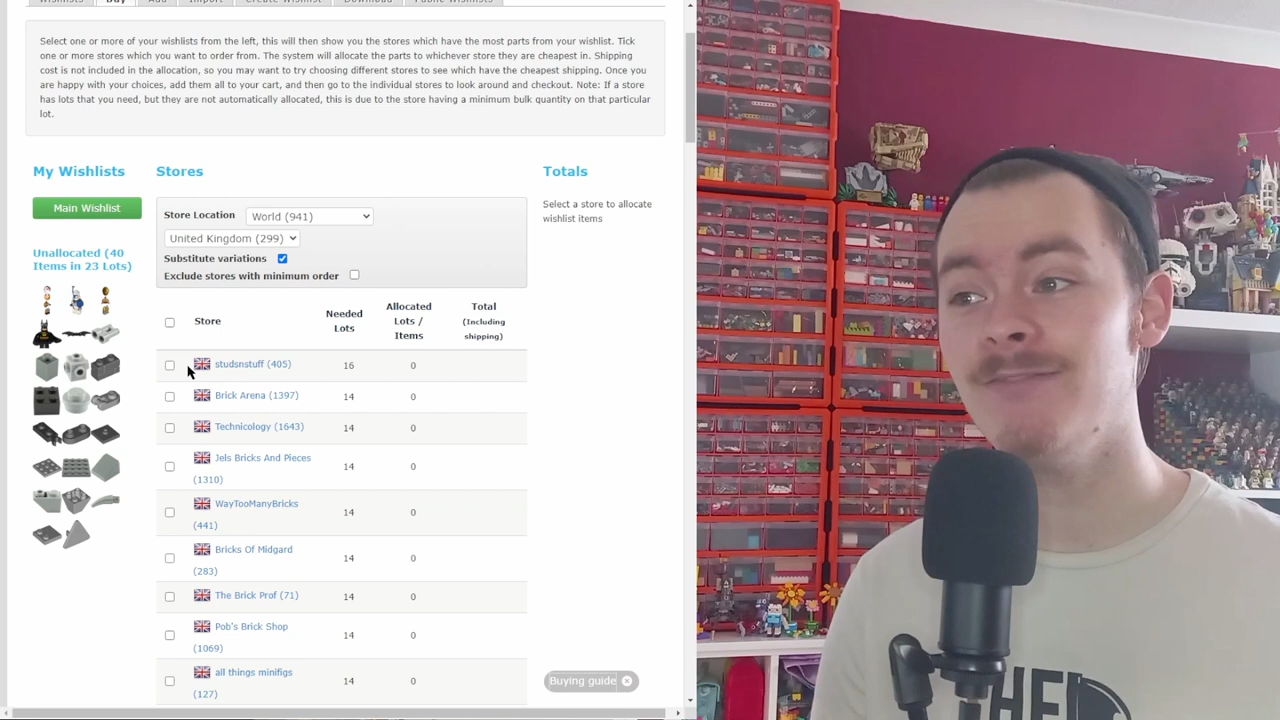 Wishlists Buy Add Import Create Wishlist Download Public Wishlists
Select one or more of your wishlists from the left, this will then show you the stores which have the most parts from your wishlist. Tick
one or more stores which you want to order from. The system will allocate the parts to whichever store they are cheapest in. Shipping
cost is not included in the allocation, so you may want to try choosing different stores to see which have the cheapest shipping. Once you
are happy with your choices, add them all to your cart, and then go to the individual stores to look around and checkout. Note: If a store
has lots that you need, but they are not automatically allocated, this is due to the store having a minimum bulk quantity on that particular
lot.
My Wishlists
Main Wishlist
Unallocated (40
Items in 23 Lots)
Stores
Store Location World (941)
United Kingdom (299)
Substitute variations
Exclude stores with minimum order
Store Needed Lots Allocated Lots / Items Total (Including shipping)
studsnstuff (405) 16 0
Brick Arena (1397) 14 0
Technicology (1643) 14 0
Jels Bricks And Pieces
(1310) 14 0
WayTooManyBricks
(441) 14 0
Bricks Of Midgard
(283) 14 0
The Brick Prof (71) 14 0
Pob's Brick Shop
(1069) 14 0
all things minifigs
(127) 14 0
Totals
Select a store to allocate
wishlist items
Buying guide
THE